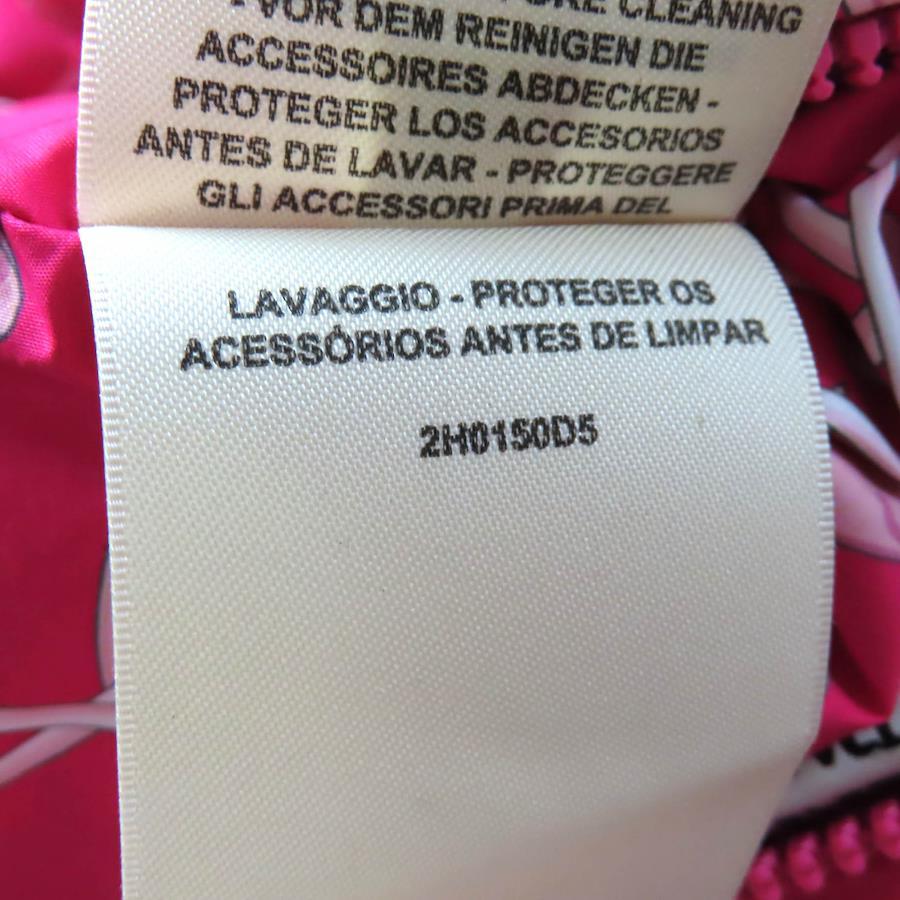 CLEANING
VOR DEM REINIGEN DIE
ACCESSOIRES ABDECKEN -
PROTEGER LOS ACCESORIOS
ANTES DE LAVAR - PROTEGGERE
GLI ACCESSORI PRIMA DEL
LAVAGGIO - PROTEGER OS
ACESSÓRIOS ANTES DE LIMPAR
2H0150D5